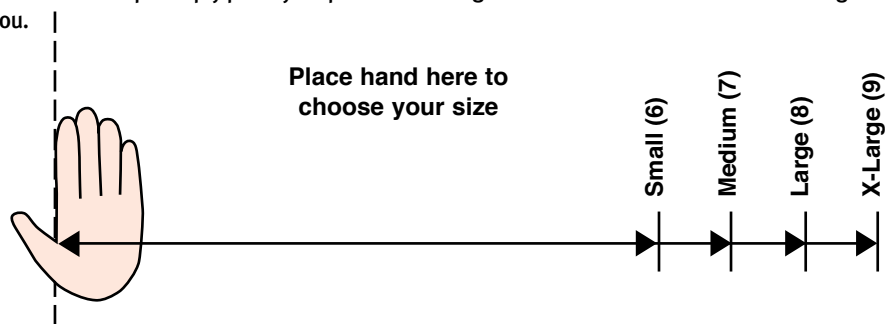 ou.
Place hand here to
choose your size
Small (6)
Medium (7)
Large (8)
X-Large (9)